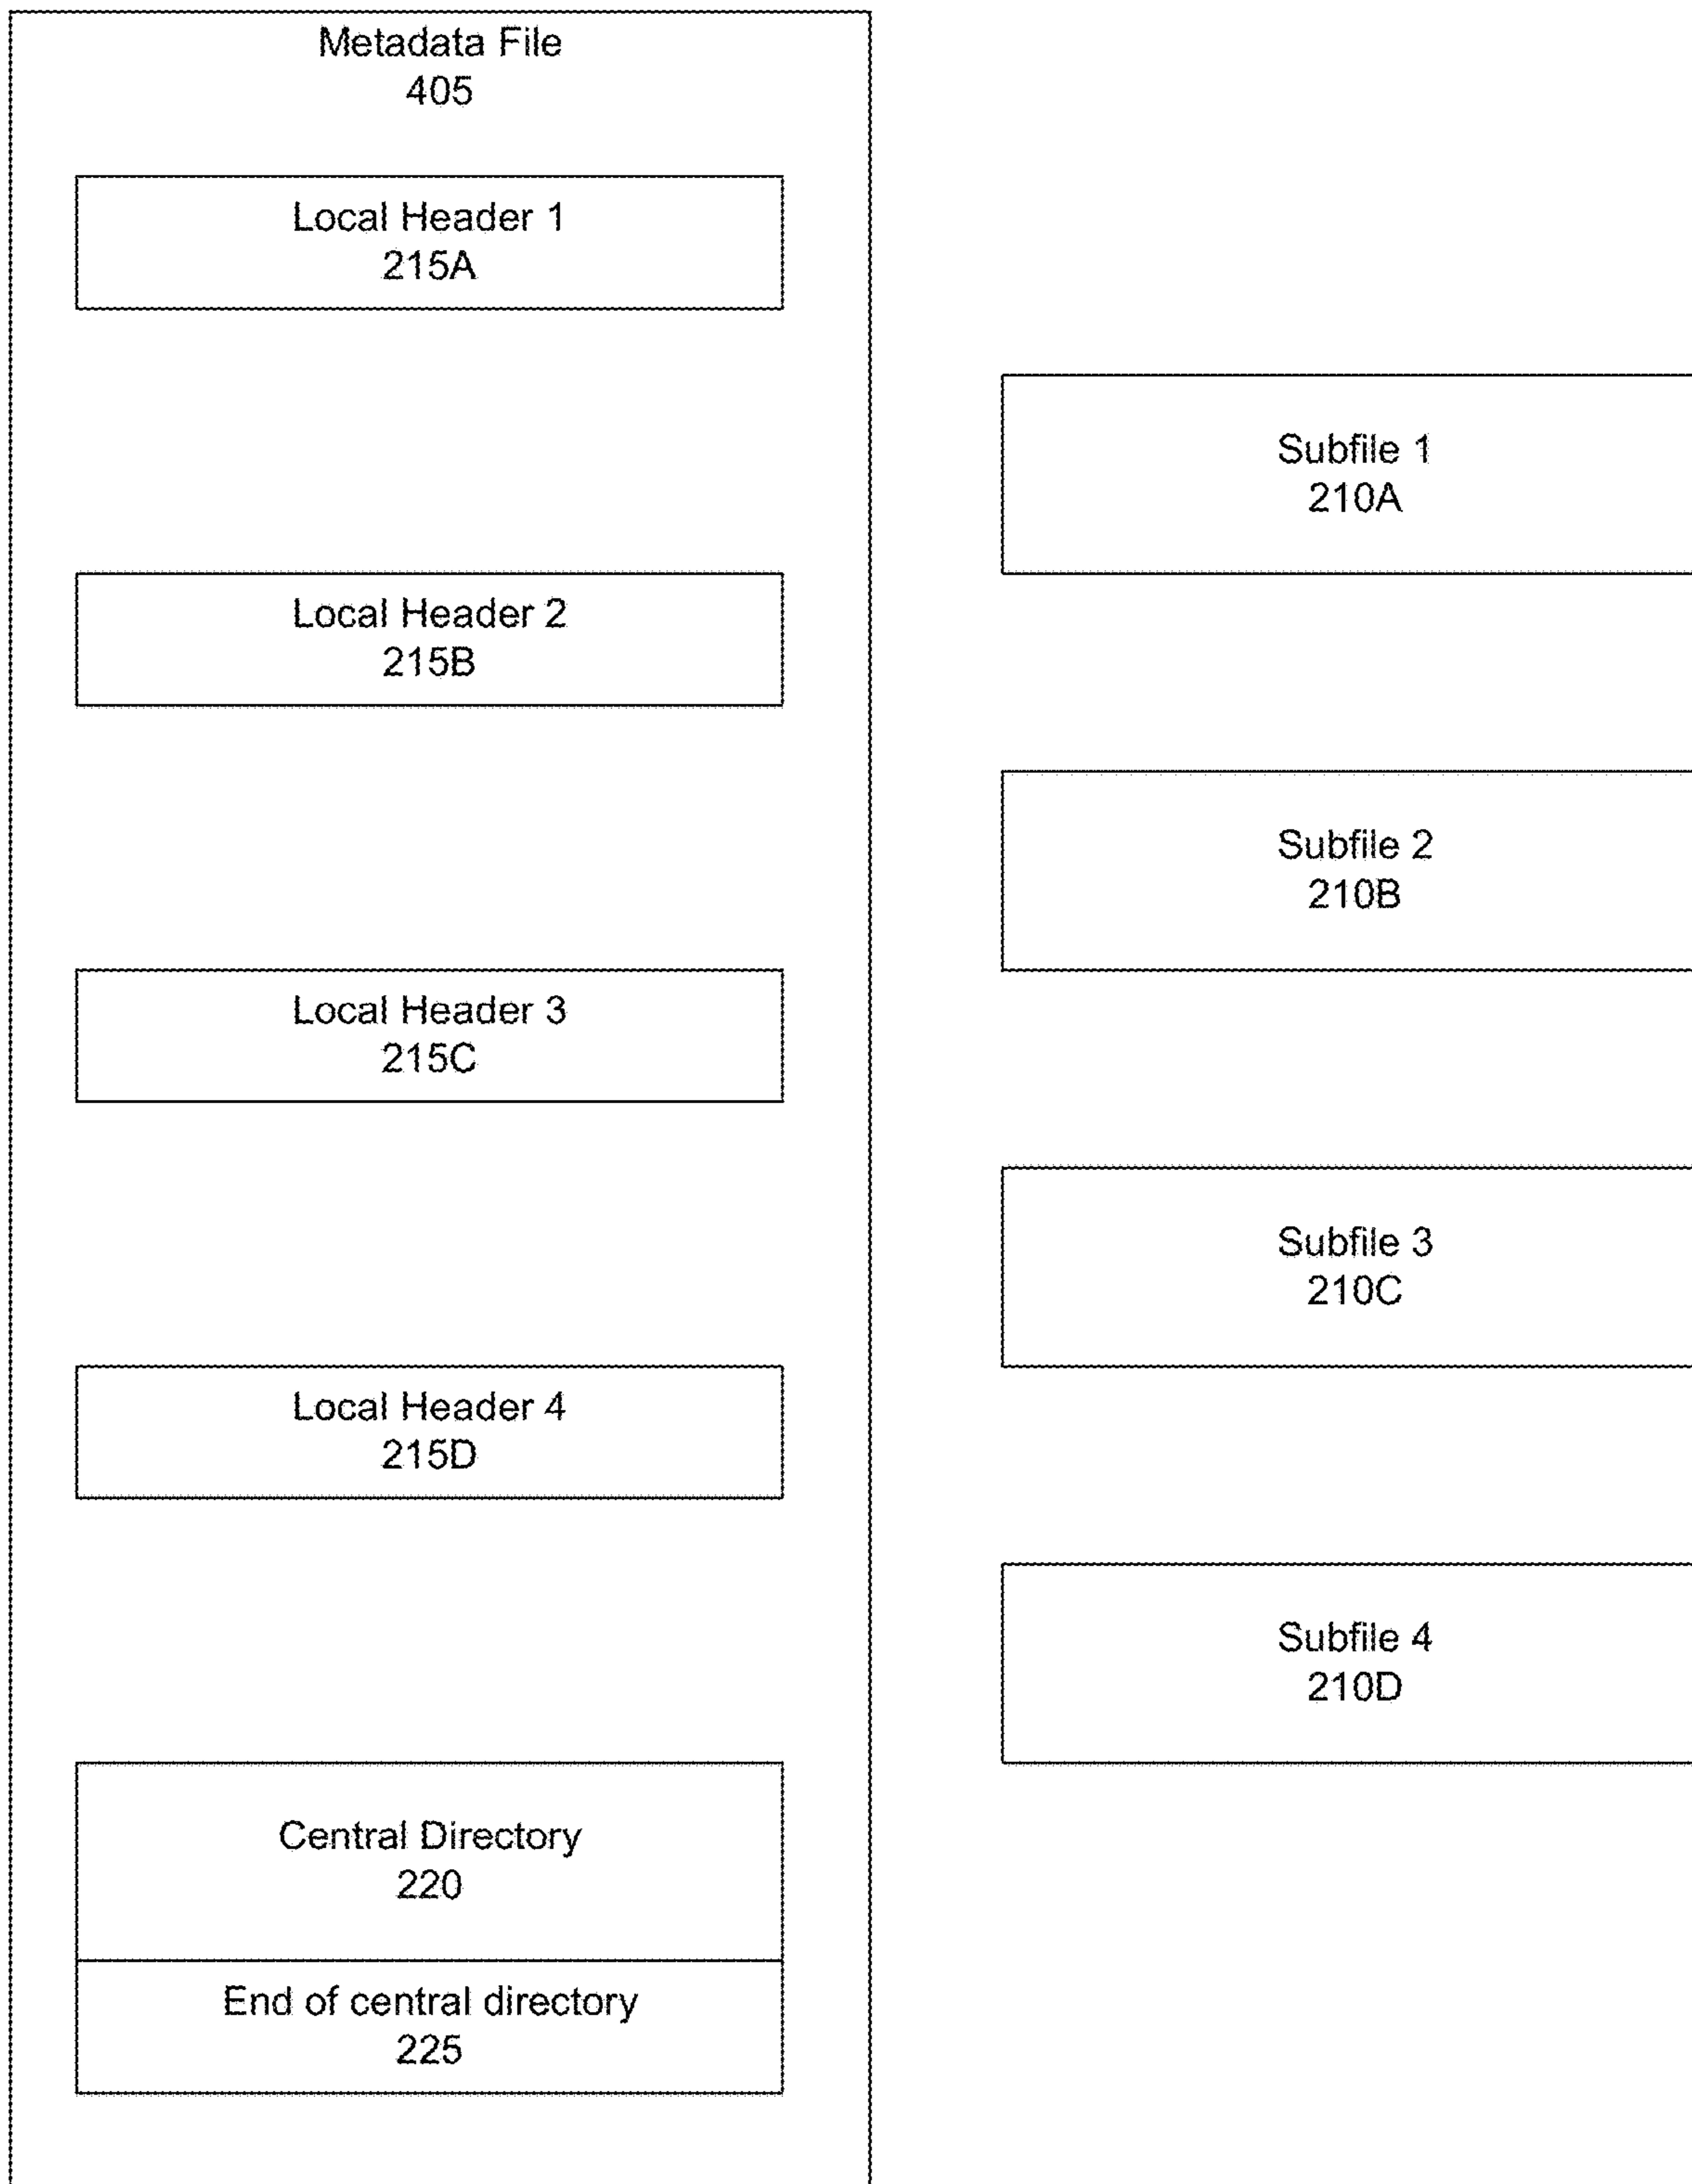 Metadata File
405
Local Header 1
215A
Subfile 1
210A
Local Header 2
215B
Subfile 2
210B
Local Header 3
215C
Subfile 3
210C
Local Header 4
215D
Subfile 4
210D
Central Directory
220
End of central directory
225